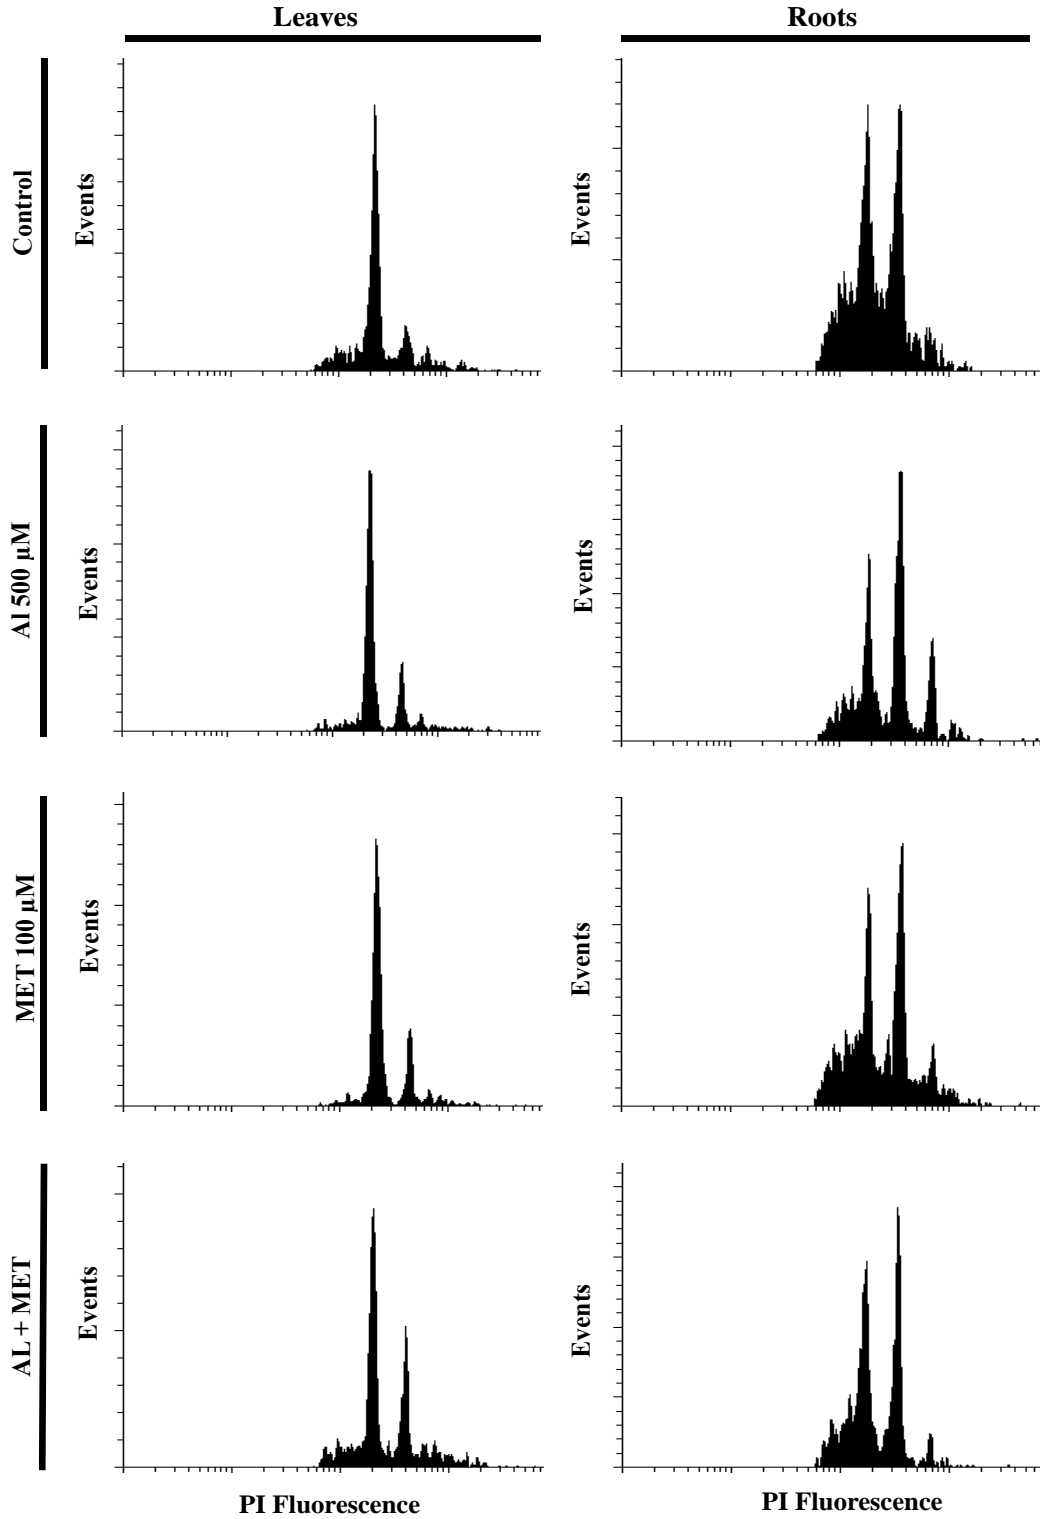 Leaves
Roots
Control
Events
Events
Al 500 µM
Events
Events
MET 100 µM
Events
Events
AL + MET
Events
Events
PI Fluorescence
PI Fluorescence